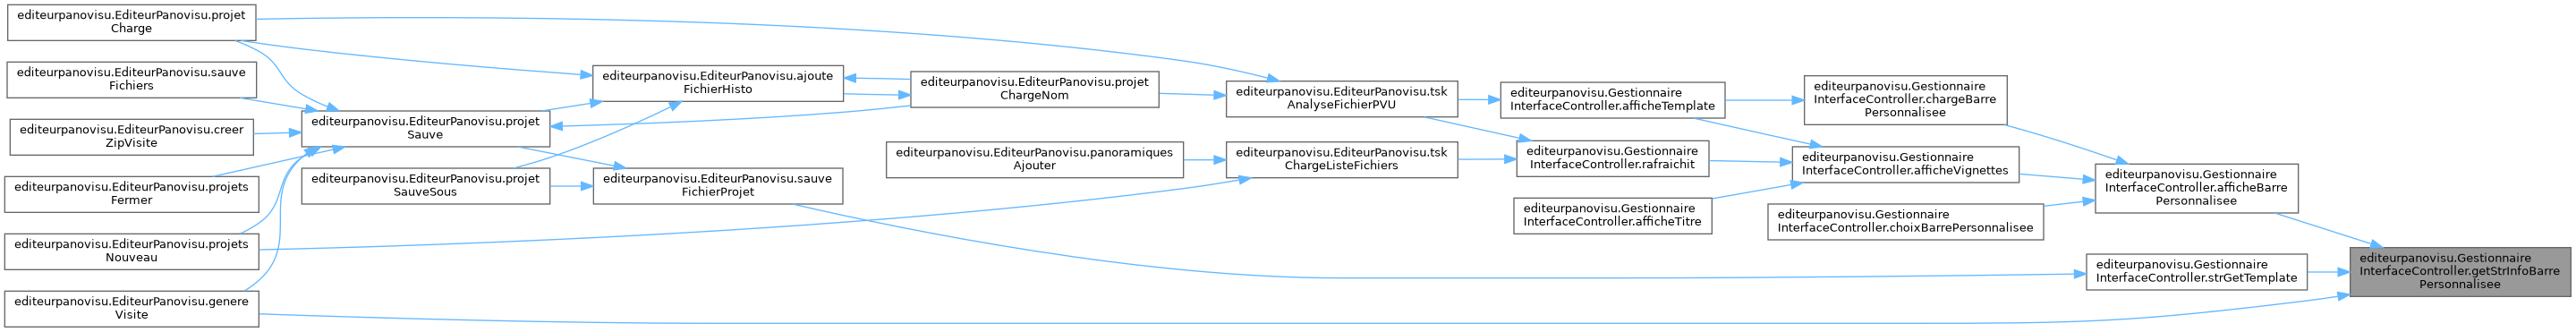 editeurpanovisu.EditeurPanovisu.projet
Charge
editeurpanovisu.EditeurPanovisu.sauve
Fichiers
editeurpanovisu.EditeurPanovisu.creer
ZipVisite
editeurpanovisu.EditeurPanovisu.projets
Fermer
editeurpanovisu.EditeurPanovisu.projets
Nouveau
editeurpanovisu.EditeurPanovisu.genere
Visite
editeurpanovisu.EditeurPanovisu.projet
Sauve
editeurpanovisu.EditeurPanovisu.projet
SauveSous
editeurpanovisu.EditeurPanovisu.ajoute
FichierHisto
editeurpanovisu.EditeurPanovisu.sauve
FichierProjet
editeurpanovisu.EditeurPanovisu.projet
ChargeNom
editeurpanovisu.EditeurPanovisu.panoramiques
Ajouter
editeurpanovisu.EditeurPanovisu.tsk
AnalyseFichierPVU
editeurpanovisu.EditeurPanovisu.tsk
ChargeListeFichiers
editeurpanovisu.Gestionnaire
InterfaceController.afficheTemplate
editeurpanovisu.Gestionnaire
InterfaceController.rafraichit
editeurpanovisu.Gestionnaire
InterfaceController.afficheTitre
editeurpanovisu.Gestionnaire
InterfaceController.chargeBarre
Personnalisee
editeurpanovisu.Gestionnaire
InterfaceController.afficheVignettes
editeurpanovisu.Gestionnaire
InterfaceController.choixBarrePersonnalisee
editeurpanovisu.Gestionnaire
InterfaceController.afficheBarre
Personnalisee
editeurpanovisu.Gestionnaire
InterfaceController.strGetTemplate
editeurpanovisu.Gestionnaire
InterfaceController.getStrInfoBarre
Personnalisee